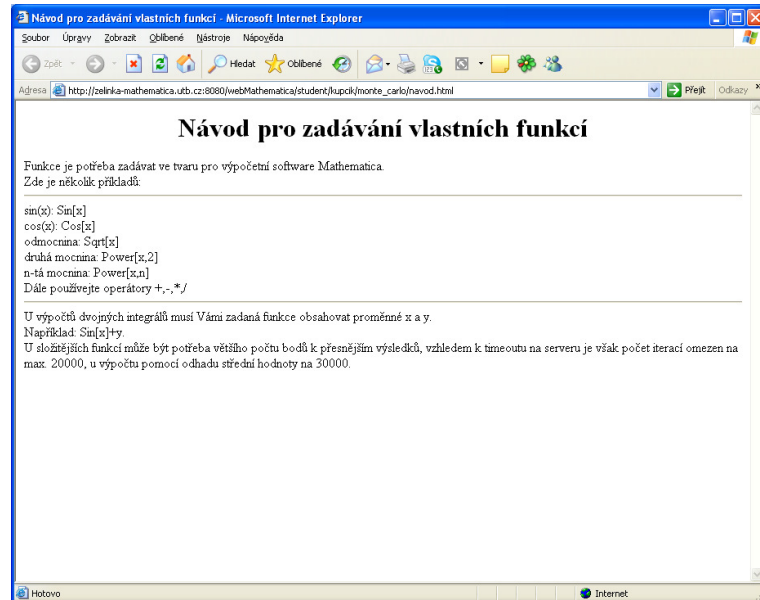 Návod pro zadávání vlastních funkcí - Microsoft Internet Explorer
Soubor Úpravy Zobrazit Oblíbené Nástroje Nápověda
Zpět Hledat Oblíbené
Adresa http://zelinka-mathematica.utb.cz:8080/webMathematica/student/kupcik/monte_carlo/navod.html Přejít Odkazy »
Návod pro zadávání vlastních funkcí
Funkce je potřeba zadávat ve tvaru pro výpočetní software Mathematica.
Zde je několik příkladů:
sin(x): Sin[x]
cos(x): Cos[x]
odmocnina: Sqrt[x]
druhá mocnina: Power[x,2]
n-tá mocnina: Power[x,n]
Dále používejte operátory +,-,*,/
U výpočtů dvojných integrálů musí Vámi zadaná funkce obsahovat proměnné x a y.
Například: Sin[x]+y.
U složitějších funkcí může být potřeba většího počtu bodů k přesnějším výsledků, vzhledem k timeoutu na serveru je však počet iterací omezen na
max. 20000, u výpočtu pomocí odhadu střední hodnoty na 30000.
Hotovo Internet